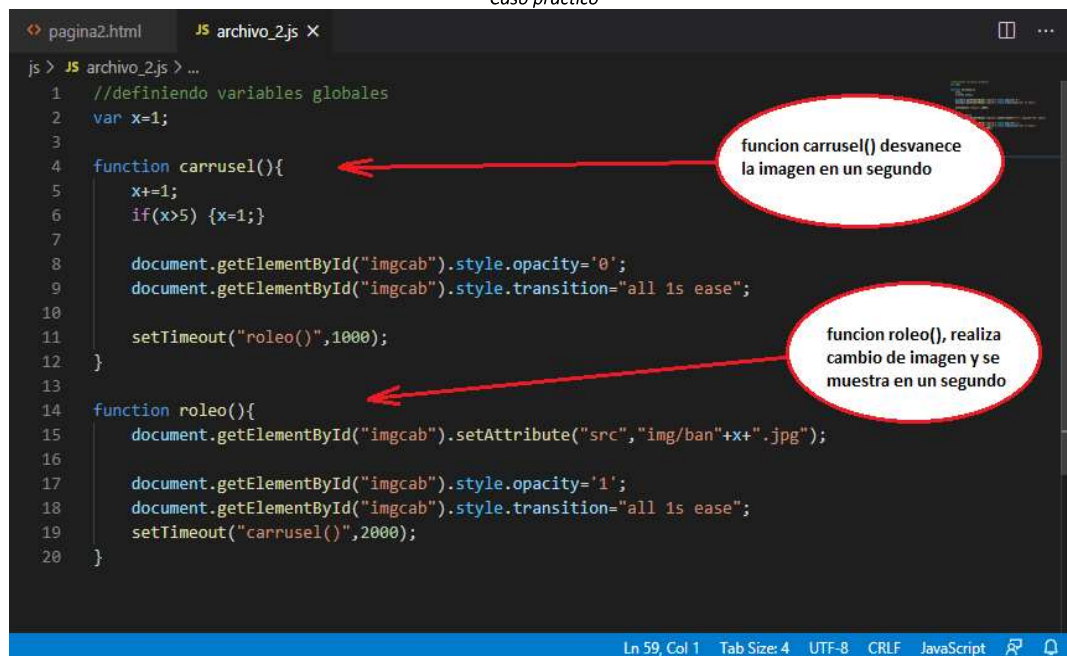 Caso práctico
<> pagina2.html JS archivo_2.js ×
js > JS archivo_2.js > ...
1 //definiendo variables globales
2 var x=1;
3
4 function carrusel(){
5 x+=1;
6 if(x>5) {x=1;}
7
8 document.getElementById("imgcab").style.opacity='0';
9 document.getElementById("imgcab").style.transition="all 1s ease";
10
11 setTimeout("roleo()",1000);
12 }
13
14 function roleo(){
15 document.getElementById("imgcab").setAttribute("src","img/ban"+x+".jpg");
16
17 document.getElementById("imgcab").style.opacity='1';
18 document.getElementById("imgcab").style.transition="all 1s ease";
19 setTimeout("carrusel()",2000);
20 }
funcion carrusel() desvanece
la imagen en un segundo
funcion roleo(), realiza
cambio de imagen y se
muestra en un segundo
Ln 59, Col 1 Tab Size: 4 UTF-8 CRLF JavaScript